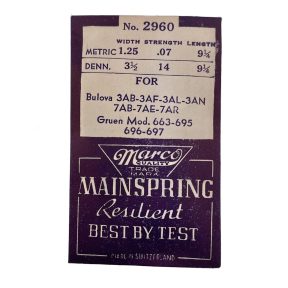 No. 2960
WIDTH STRENGTH LENGTH
METRIC 1.25 .07 9¼
DENN. 3½ 14 9¼
FOR
Bulova 3AB-3AF-3AL-3AN
7AB-7AE-7AR
Gruen Mod. 663-695
696-697
Marco
QUALITY
TRADE
MARK
MAINSPRING
Resilient
BEST BY TEST
MADE IN SWITZERLAND